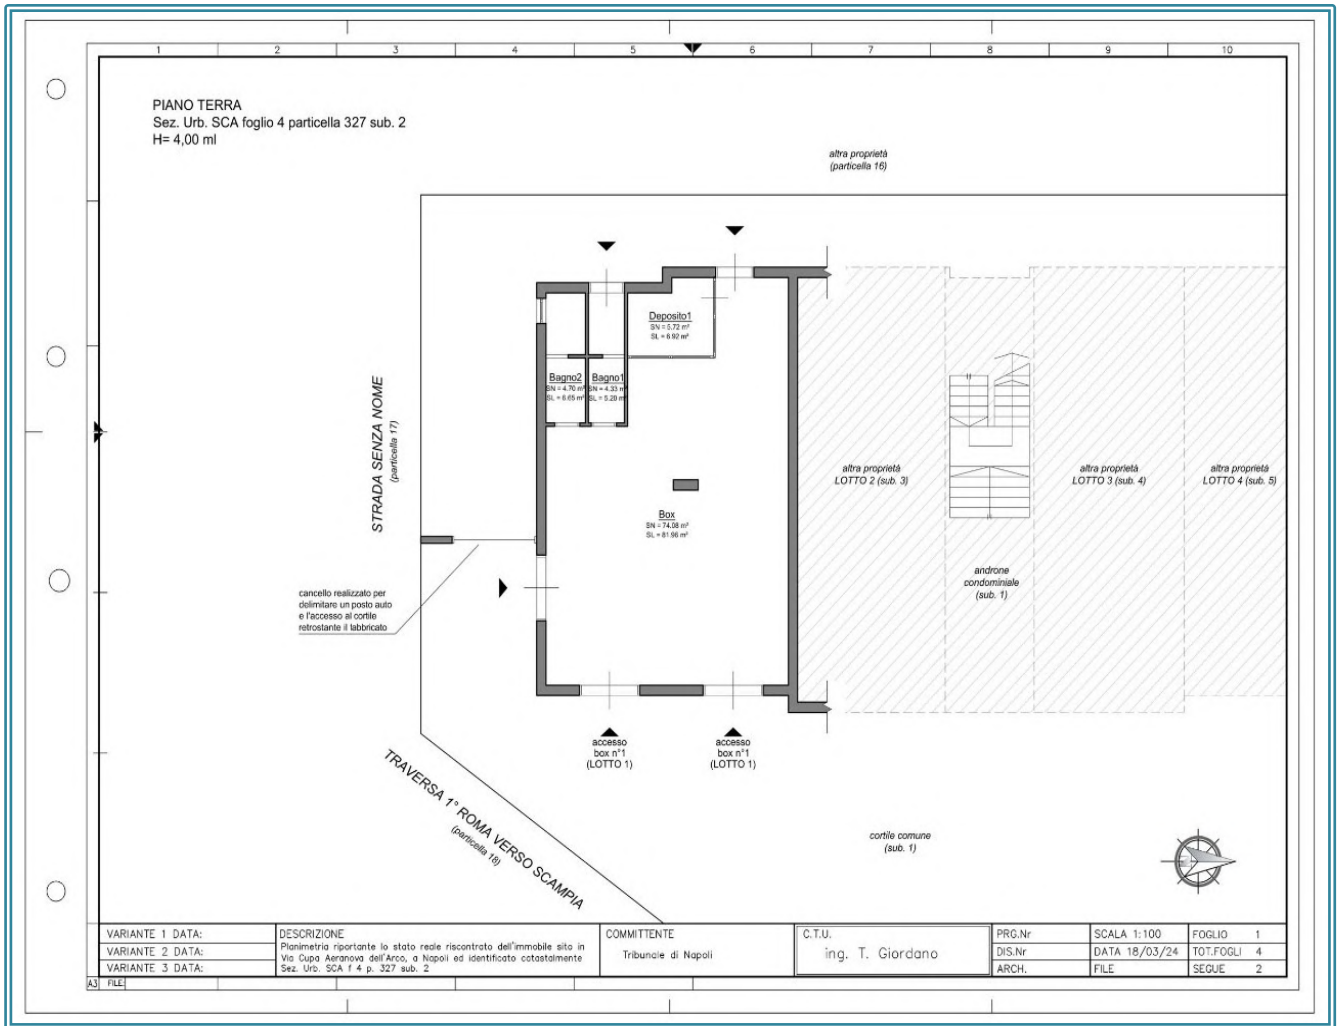 1 2 3 4 5 6 7 8 9 10
PIANO TERRA
Sez. Urb. SCA foglio 4 particella 327 sub. 2
H= 4,00 ml
altra proprietà
(particella 16)
Deposito1
SN = 5.72 m²
SL = 6.92 m²
Bagno2
SN = 4.70 m²
SL = 6.65 m²
Bagno1
SN = 4.33 m²
SL = 5.20 m²
STRADA SENZA NOME
(particella 17)
altra proprietà
LOTTO 2 (sub. 3)
altra proprietà
LOTTO 3 (sub. 4)
altra proprietà
LOTTO 4 (sub. 5)
Box
SN = 74.08 m²
SL = 81.96 m²
androne
condominiale
(sub. 1)
cancello realizzato per
delimitare un posto auto
e l'accesso al cortile
retrostante il fabbricato
accesso
box n°1
(LOTTO 1)
accesso
box n°1
(LOTTO 1)
TRAVERSA 1° ROMA VERSO SCAMPIA
(particella 18)
cortile comune
(sub. 1)
VARIANTE 1 DATA:
VARIANTE 2 DATA:
VARIANTE 3 DATA:
DESCRIZIONE
Planimetria riportante lo stato reale riscontrato dell'immobile sito in
Via Cupa Aeranova dell'Arco, a Napoli ed identificato catastalmente
Sez. Urb. SCA f 4 p. 327 sub. 2
COMMITTENTE
Tribunale di Napoli
C.T.U.
ing. T. Giordano
PRG.Nr
DIS.Nr
ARCH.
SCALA 1:100
DATA 18/03/24
FILE
FOGLIO 1
TOT.FOGLI 4
SEGUE 2
A3 FILE: